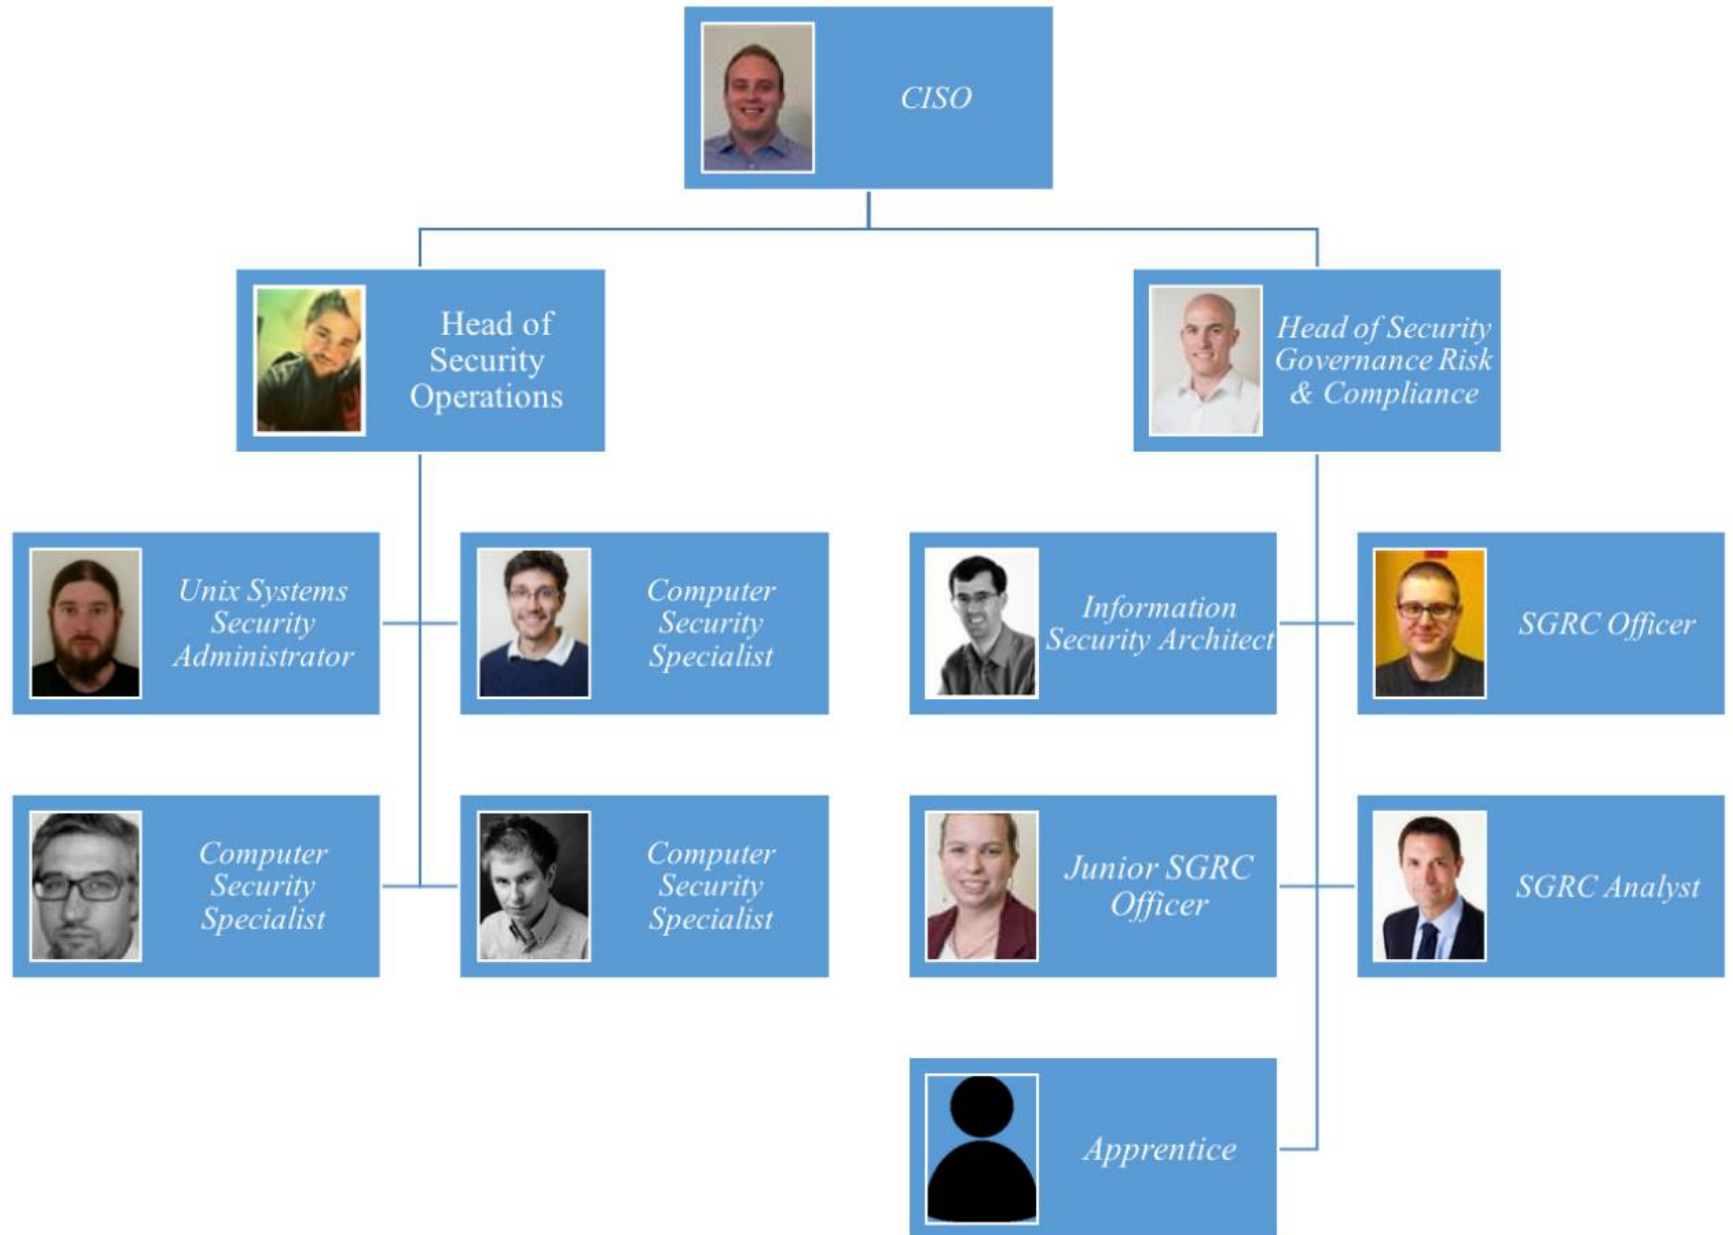 CISO
Head of
Security
Operations
Head of Security
Governance Risk
& Compliance
Unix Systems
Security
Administrator
Computer
Security
Specialist
Information
Security Architect
SGRC Officer
Computer
Security
Specialist
Computer
Security
Specialist
Junior SGRC
Officer
SGRC Analyst
Apprentice